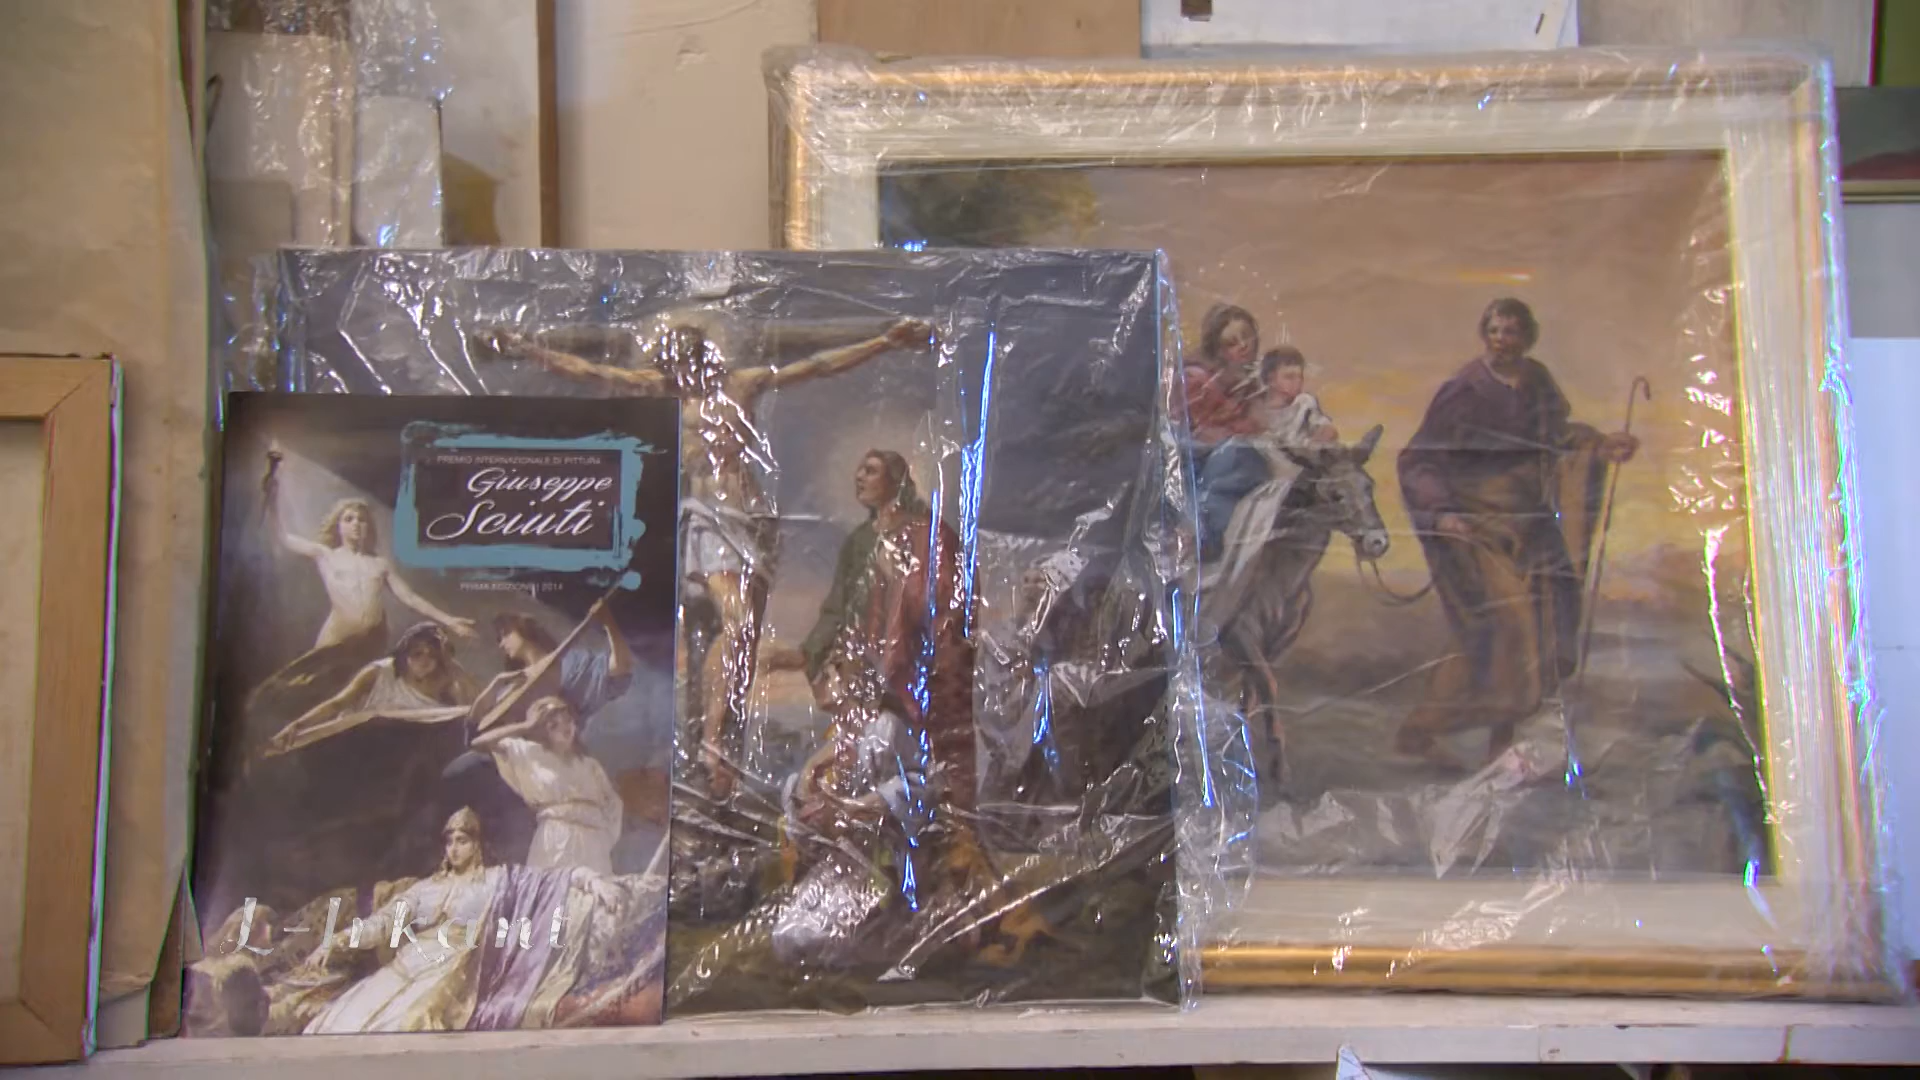 PREMIO INTERNAZIONALE DI PITTURA
Giuseppe
Sciuti
PRIMA EDIZIONE 2014
L-Irkant